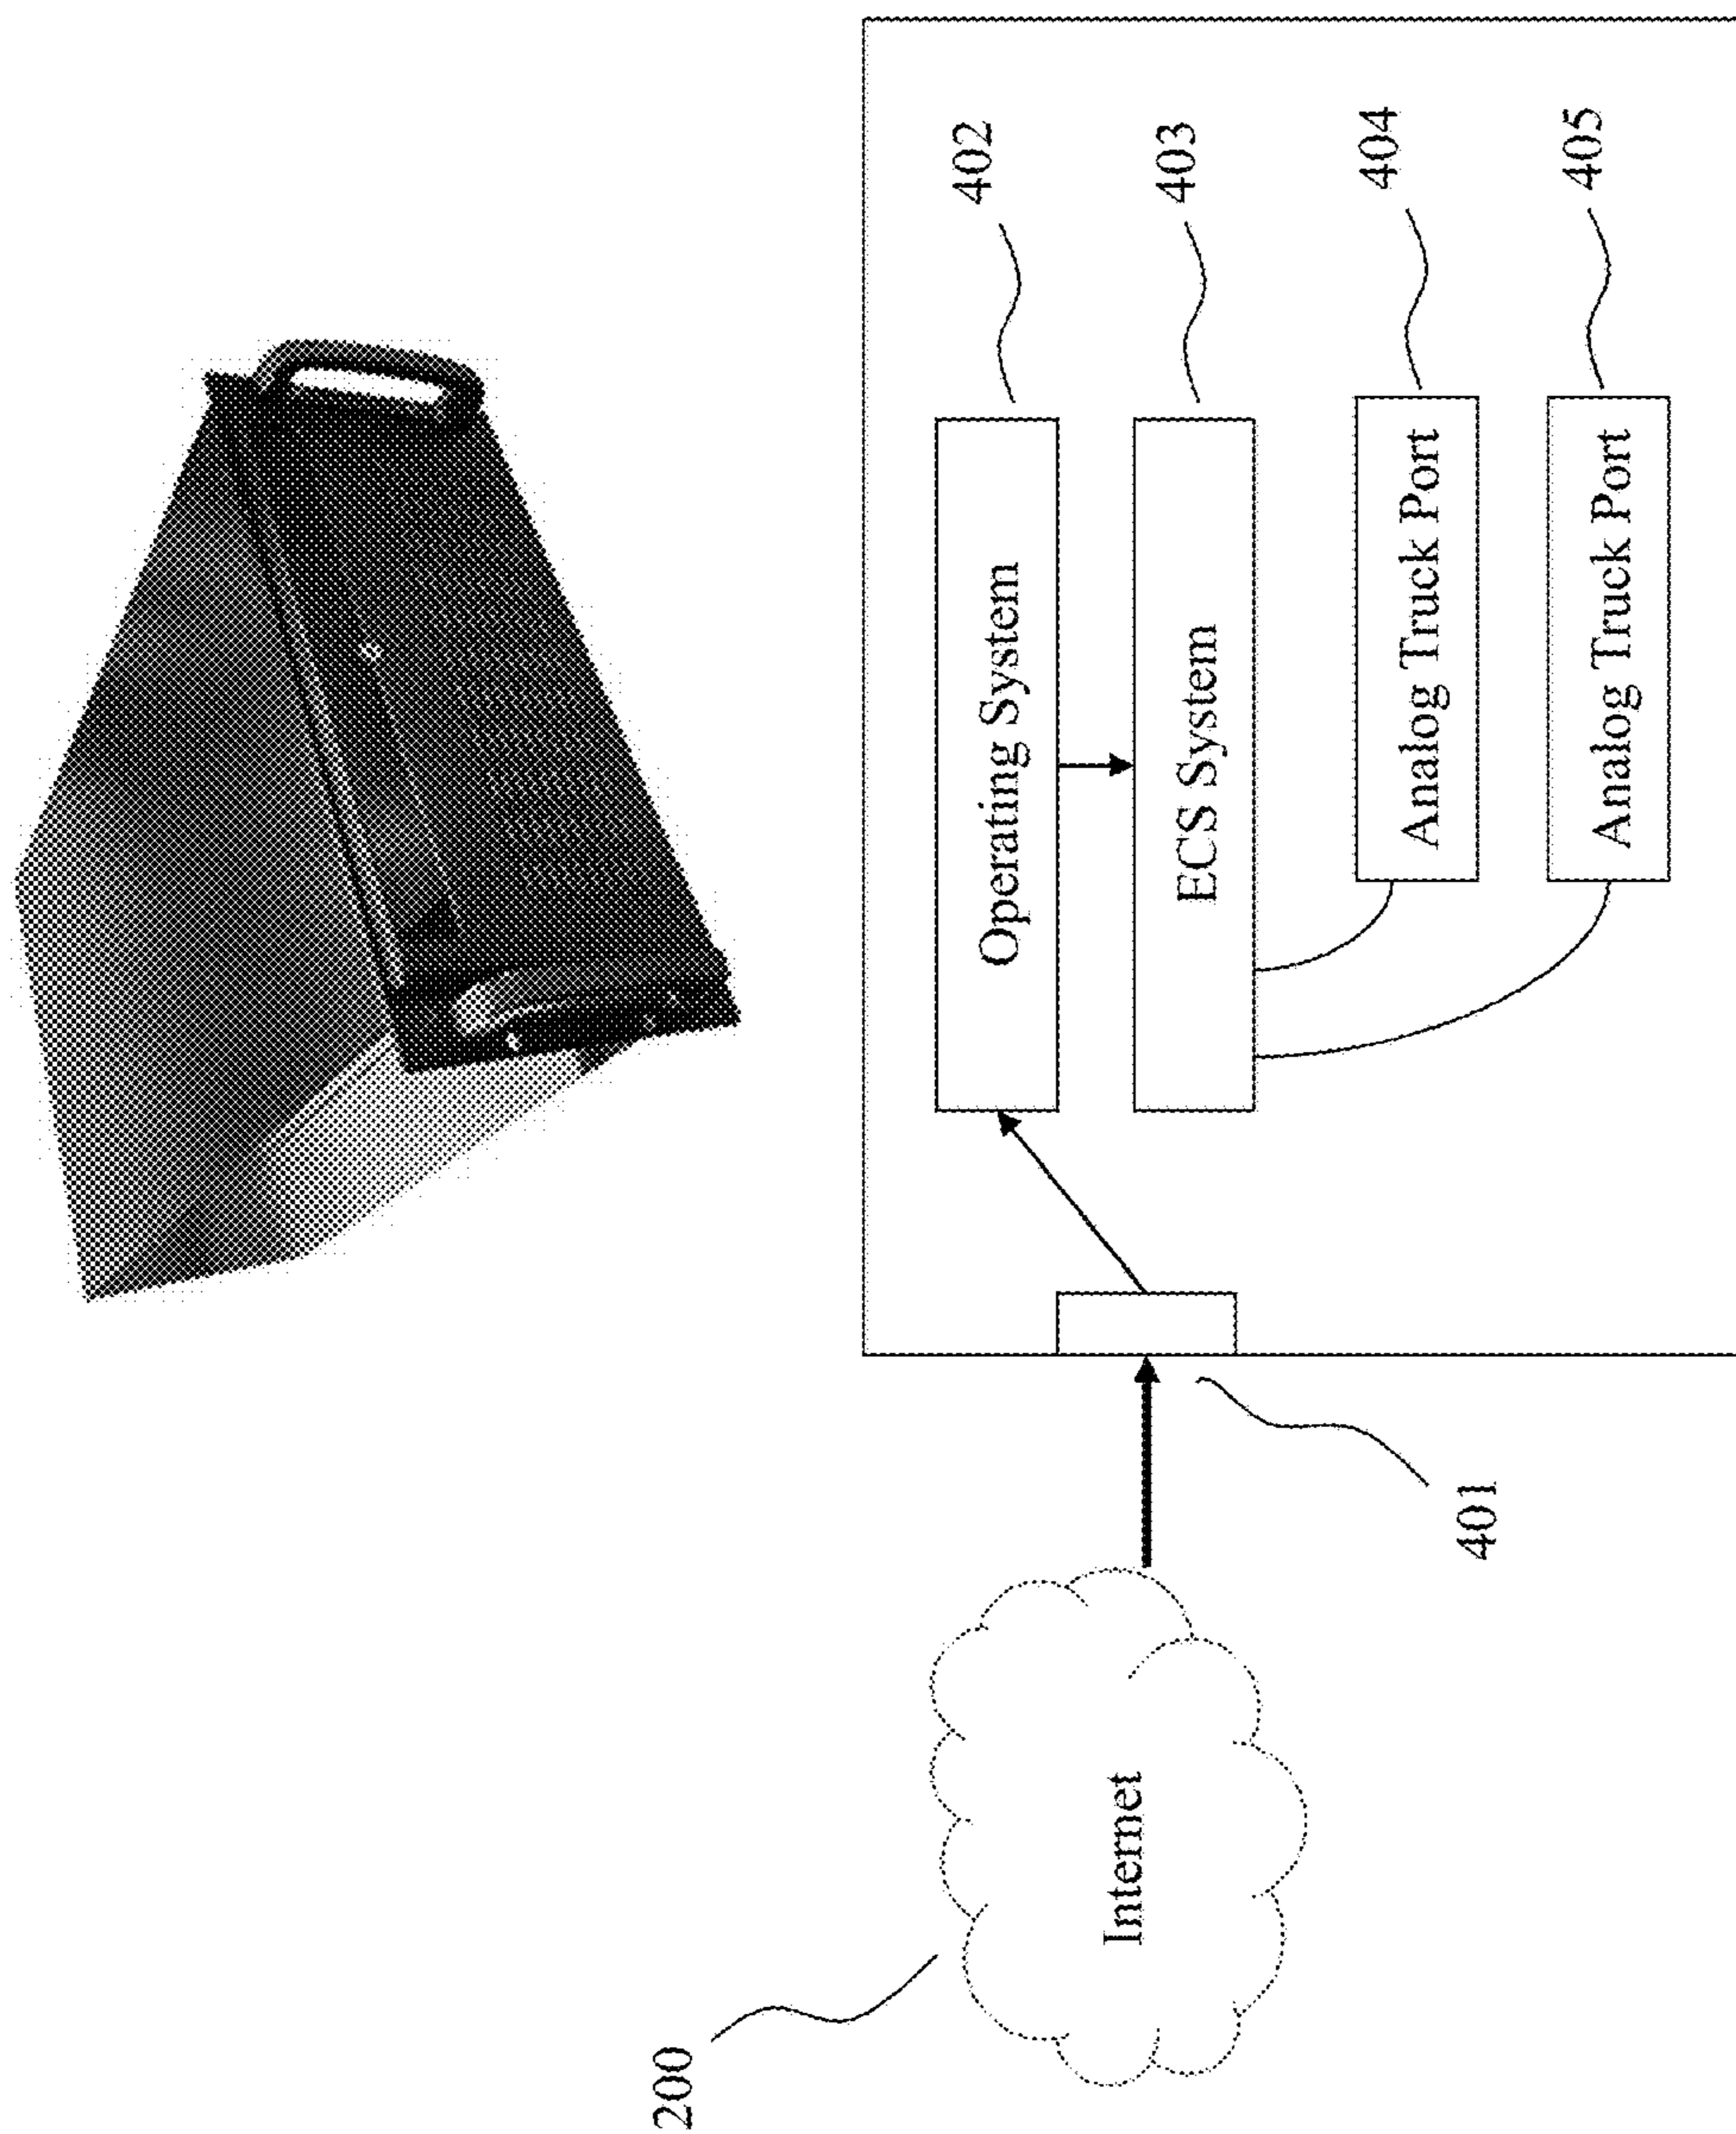 200
Internet
401
Operating System
402
ECS System
403
Analog Truck Port
404
Analog Truck Port
405